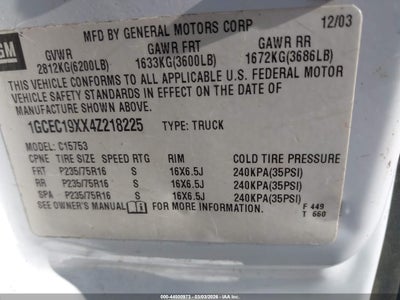 GM
MFD BY GENERAL MOTORS CORP 12/03
GVWR GAWR FRT GAWR RR
2812KG(6200LB) 1633KG(3600LB) 1672KG(3686LB)
THIS VEHICLE CONFORMS TO ALL APPLICABLE U.S. FEDERAL MOTOR
VEHICLE SAFETY STANDARDS IN EFFECT ON THE DATE OF
MANUFACTURE SHOWN ABOVE.
1GCEC19XX4Z218225 TYPE: TRUCK
MODEL: C15753
CPNE TIRE SIZE SPEED RTG RIM COLD TIRE PRESSURE
FRT P235/75R16 S 16X6.5J 240KPA(35PSI)
RR P235/75R16 S 16X6.5J 240KPA(35PSI)
SPA P235/75R16 S 16X6.5J 240KPA(35PSI)
SEE OWNER'S MANUAL FOR MORE INFORMATION.
F 449
T 660